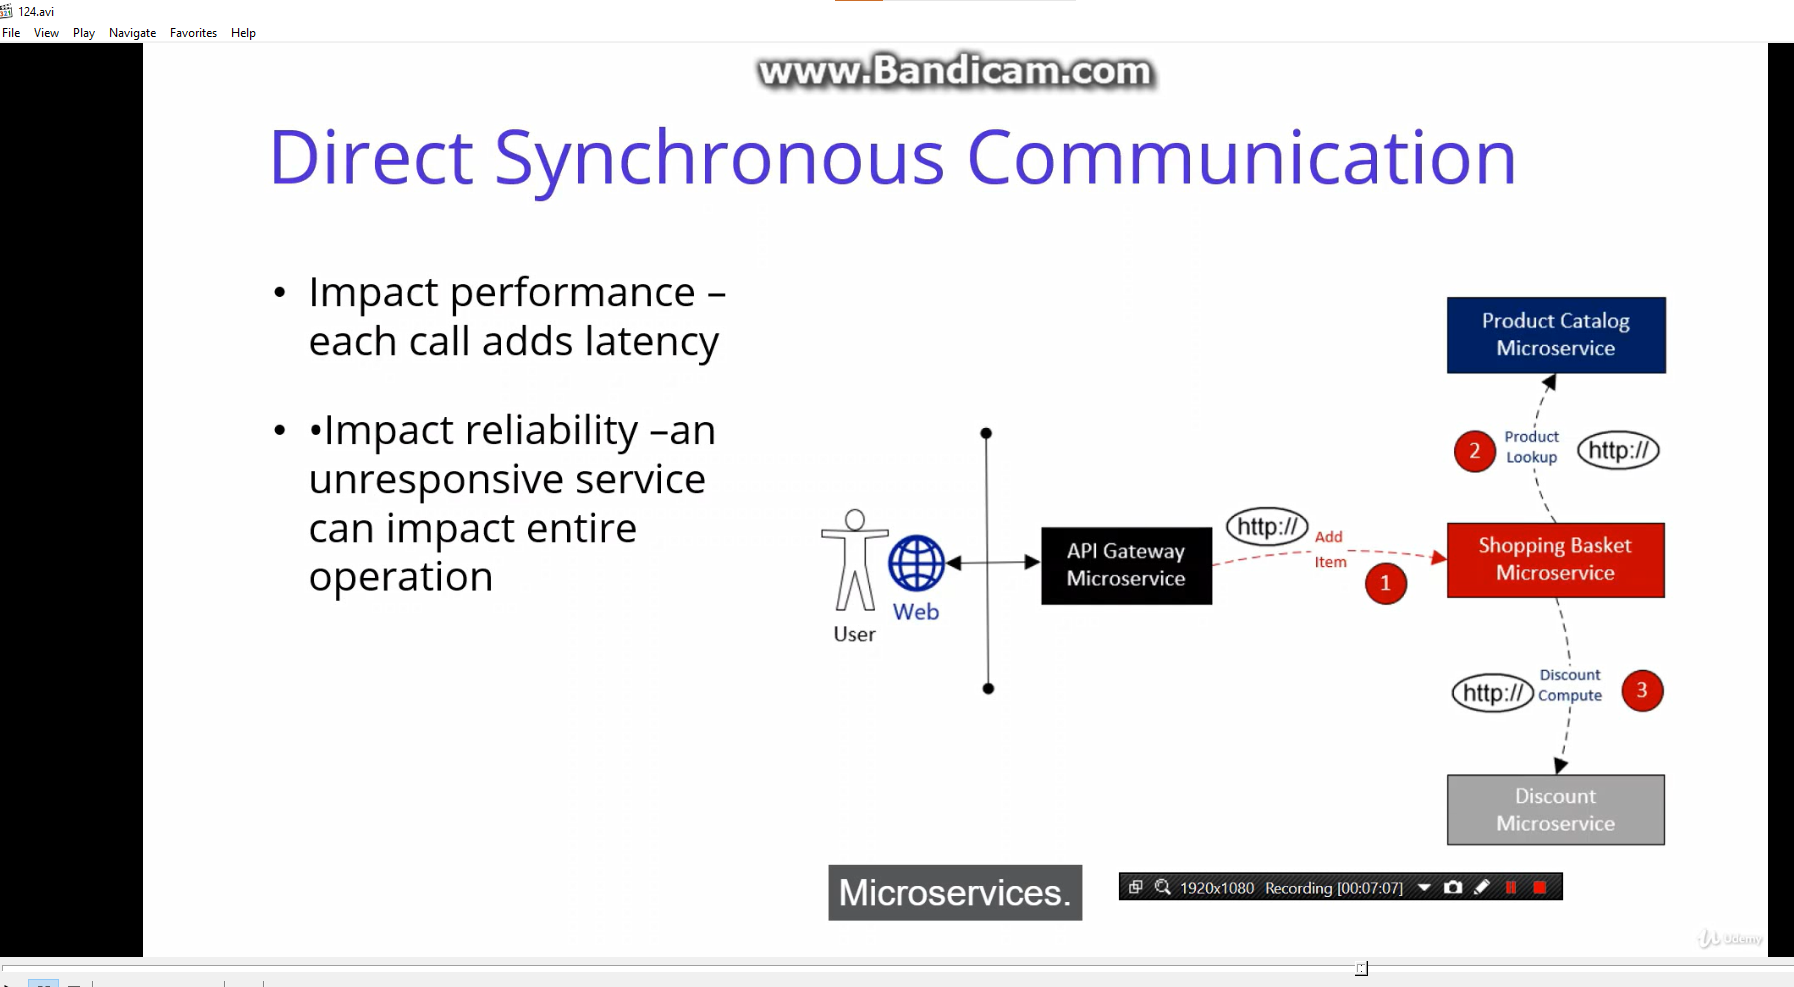 124.avi
File View Play Navigate Favorites Help
www.Bandicam.com
Direct Synchronous Communication
• Impact performance –
each call adds latency
• •Impact reliability –an
unresponsive service
can impact entire
operation
User
Web
API Gateway
Microservice
http://
Add
Item
1
Product Catalog
Microservice
2
Product
Lookup
http://
Shopping Basket
Microservice
http://
Discount
Compute
3
Discount
Microservice
Microservices.
1920x1080 Recording [00:07:07]
Udemy